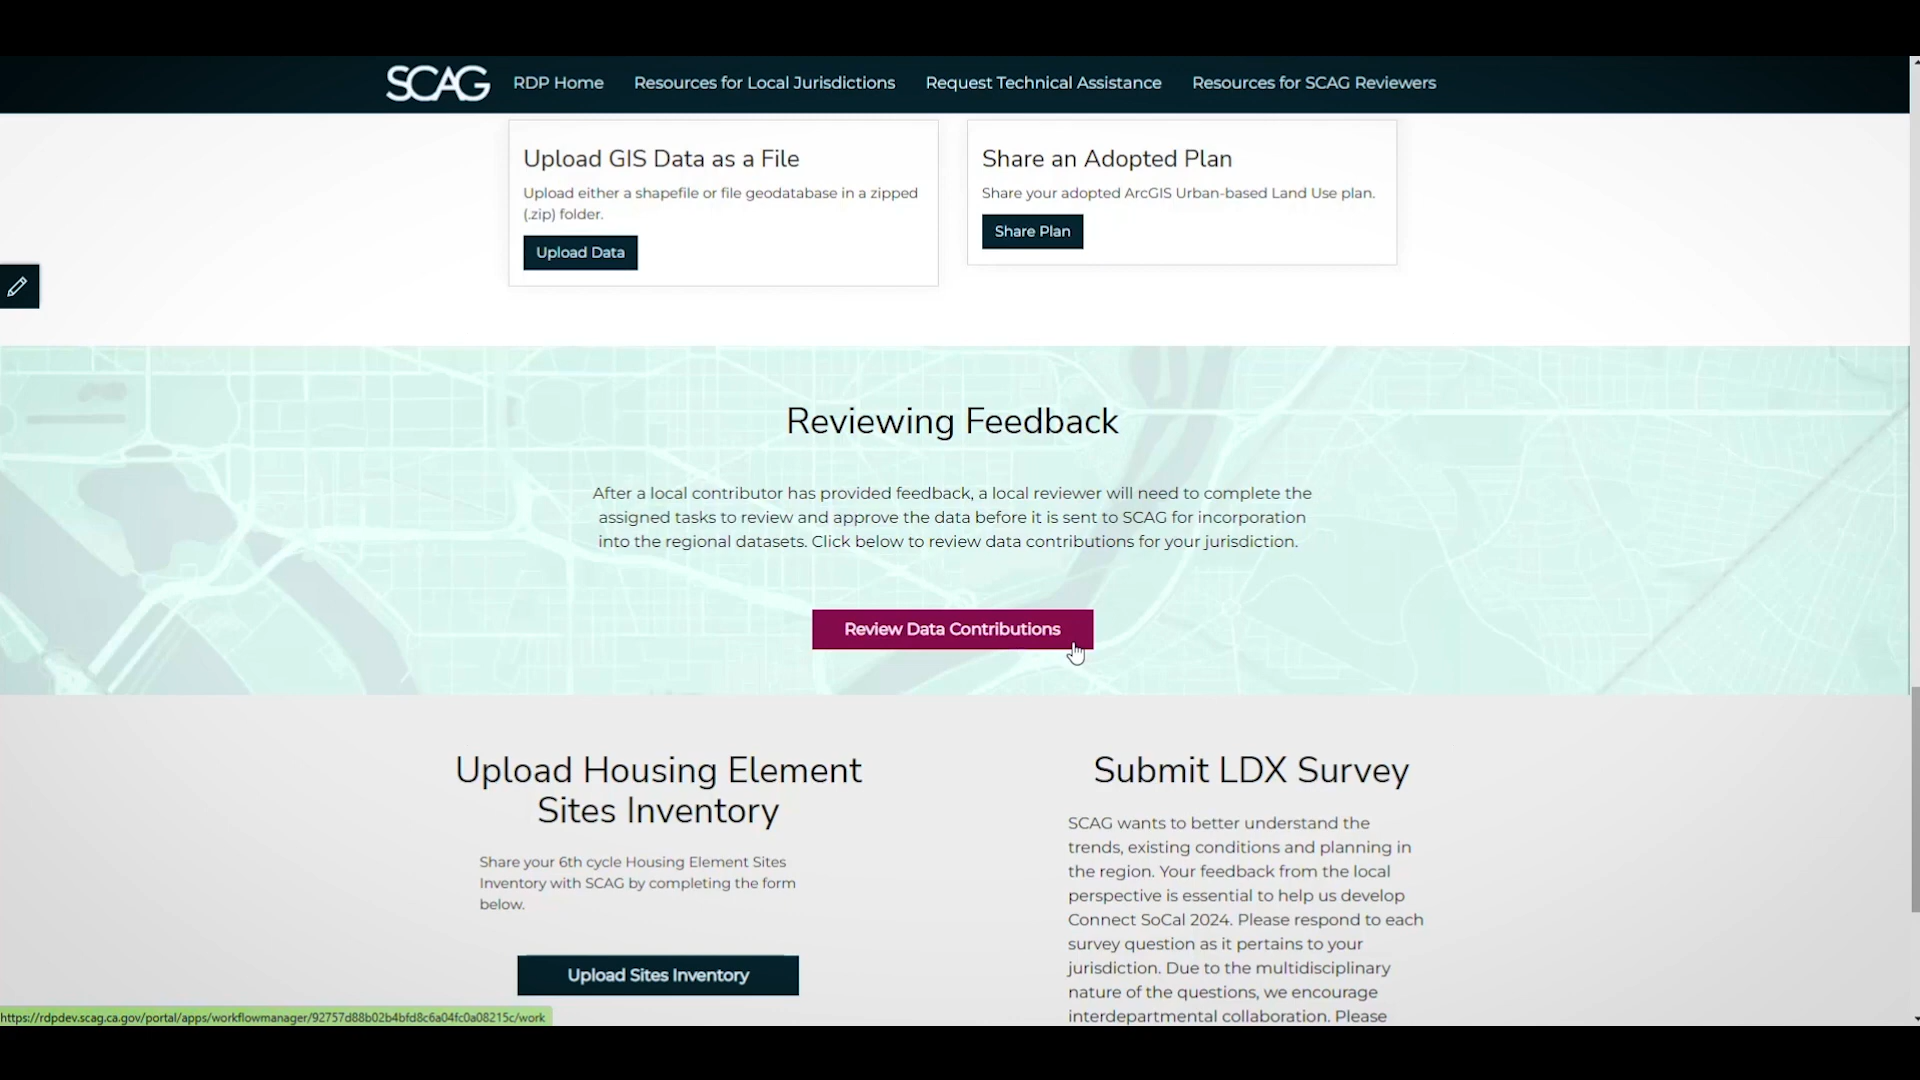 SCAG RDP Home Resources for Local Jurisdictions Request Technical Assistance Resources for SCAG Reviewers
Upload GIS Data as a File
Upload either a shapefile or file geodatabase in a zipped
(.zip) folder.
Upload Data
Share an Adopted Plan
Share your adopted ArcGIS Urban-based Land Use plan.
Share Plan
Reviewing Feedback
After a local contributor has provided feedback, a local reviewer will need to complete the
assigned tasks to review and approve the data before it is sent to SCAG for incorporation
into the regional datasets. Click below to review data contributions for your jurisdiction.
Review Data Contributions
Upload Housing Element
Sites Inventory
Share your 6th cycle Housing Element Sites
Inventory with SCAG by completing the form
below.
Upload Sites Inventory
Submit LDX Survey
SCAG wants to better understand the
trends, existing conditions and planning in
the region. Your feedback from the local
perspective is essential to help us develop
Connect SoCal 2024. Please respond to each
survey question as it pertains to your
jurisdiction. Due to the multidisciplinary
nature of the questions, we encourage
interdepartmental collaboration. Please
https://rdpdev.scag.ca.gov/portal/apps/workflowmanager/92757d88b02b4bfd8c6a04fc0a08215c/work